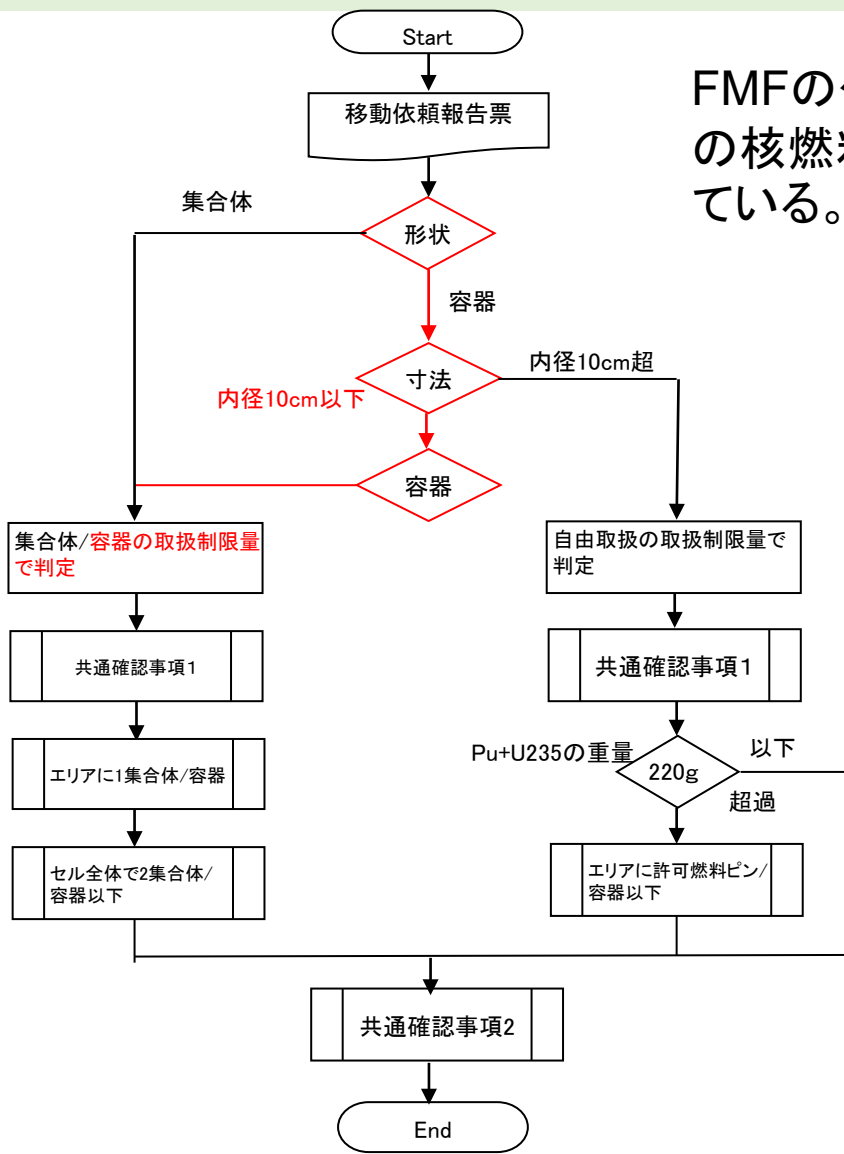 Start
移動依頼報告票
FMFの
の核燃
ている。
集合体
形状
容器
寸法
内径10cm超
内径10cm以下
容器
集合体/容器の取扱制限量
で判定
自由取扱の取扱制限量で
判定
共通確認事項1
共通確認事項1
Pu+U235の重量
220g
以下
超過
エリアに1集合体/容器
セル全体で2集合体/
容器以下
エリアに許可燃料ピン/
容器以下
共通確認事項2
End